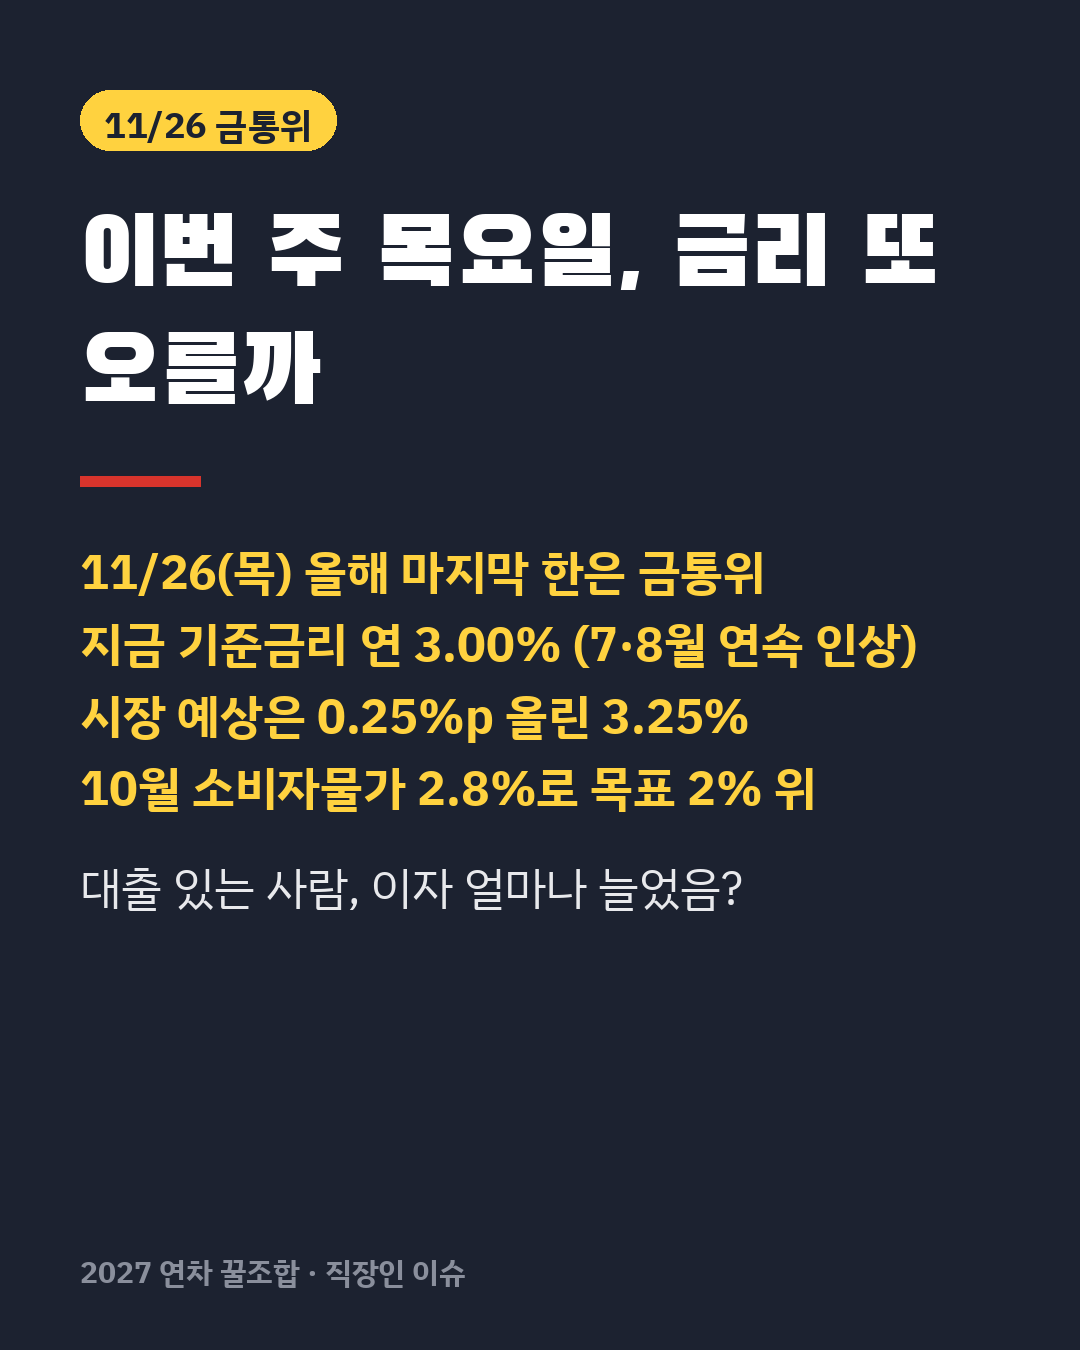 11/26 금통위
이번 주 목요일, 금리 또
오를까
11/26(목) 올해 마지막 한은 금통위
지금 기준금리 연 3.00% (7·8월 연속 인상)
시장 예상은 0.25%p 올린 3.25%
10월 소비자물가 2.8%로 목표 2% 위
대출 있는 사람, 이자 얼마나 늘었음?
2027 연차 꿀조합 · 직장인 이슈